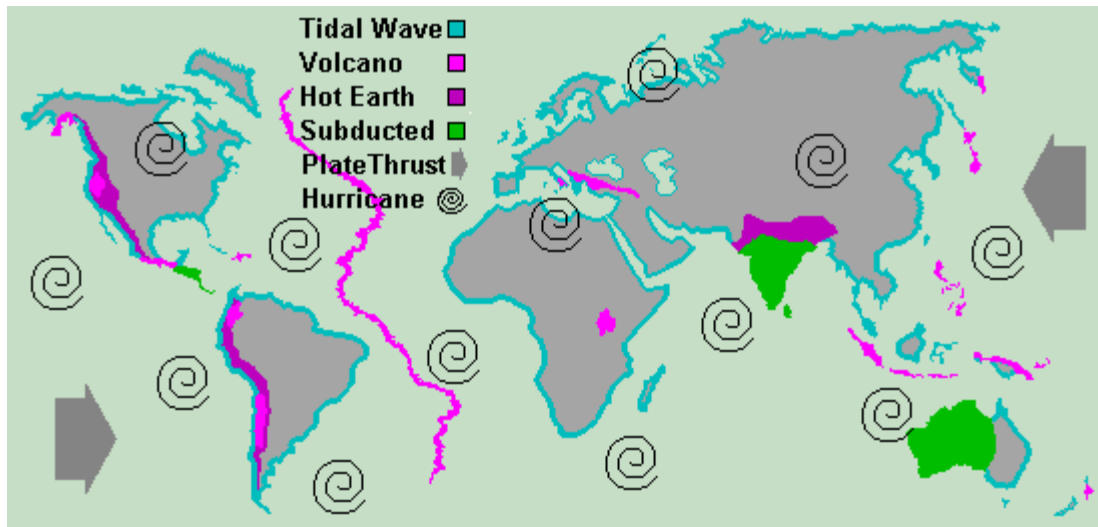 Tidal Wave
Volcano
Hot Earth
Subducted
PlateThrust
Hurricane